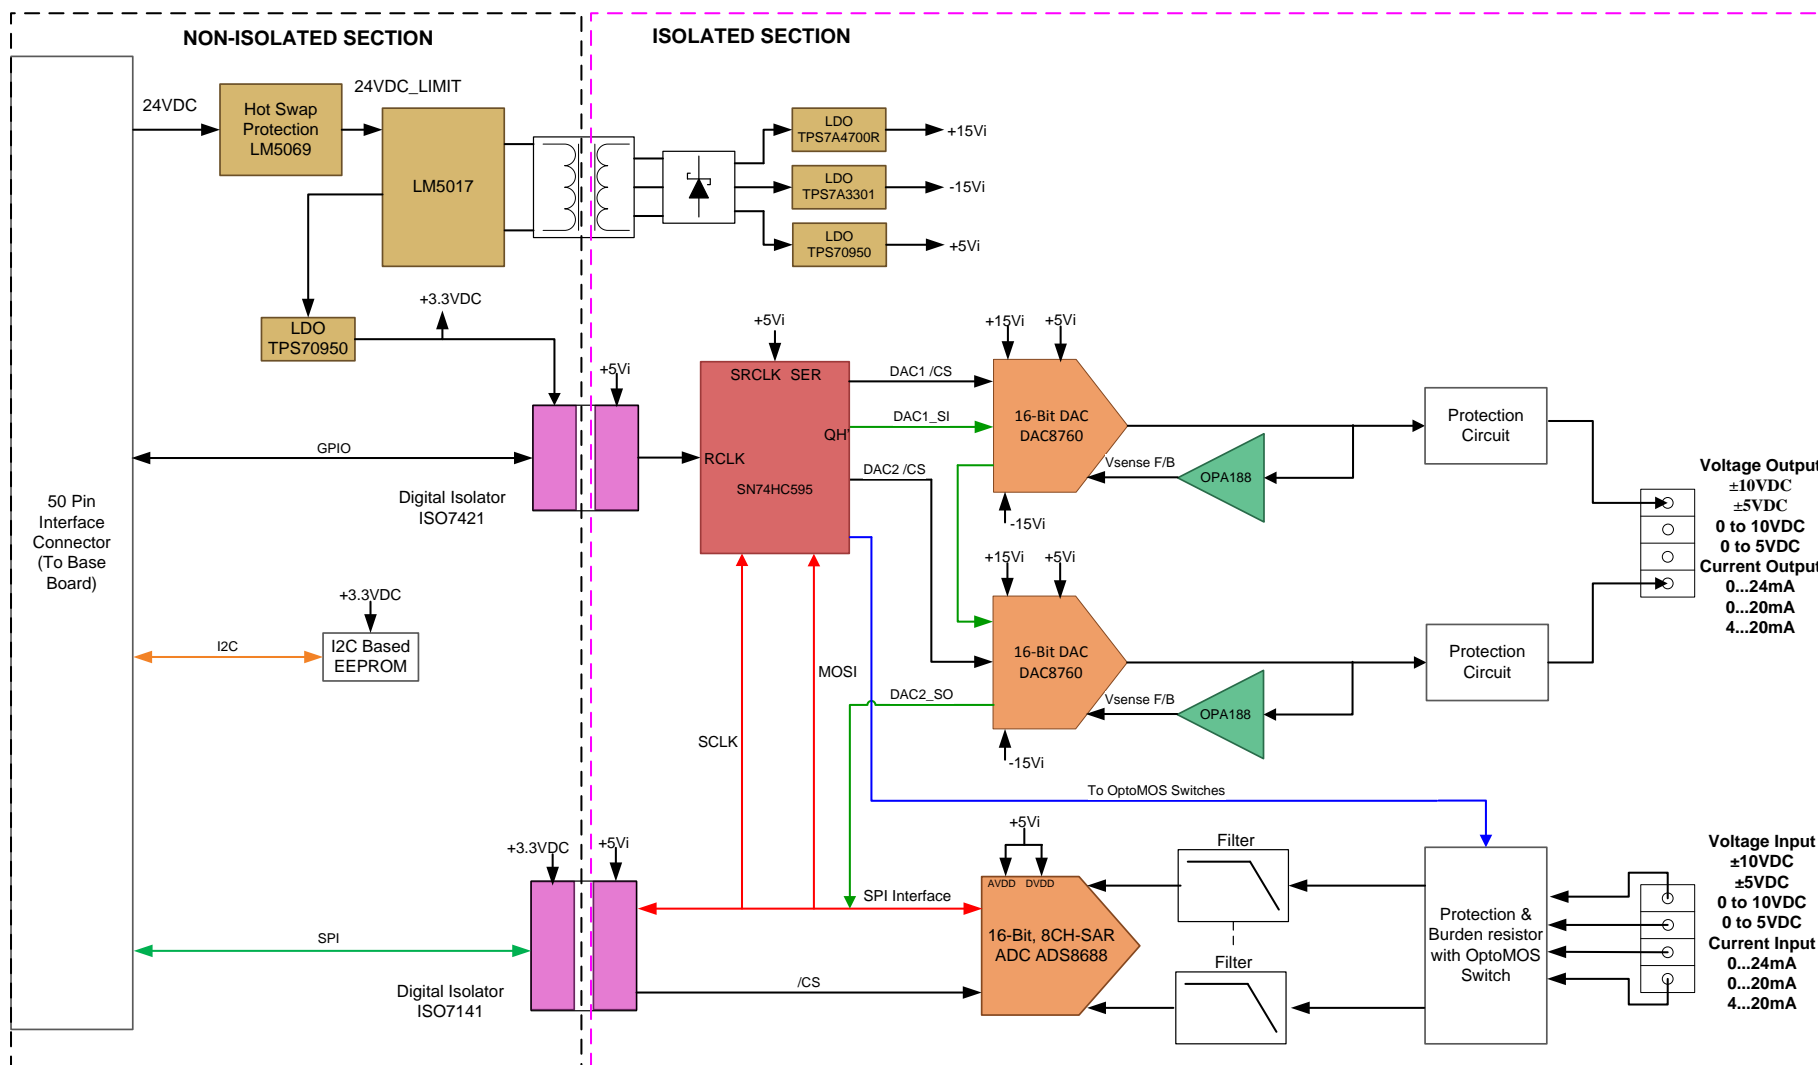 NON-ISOLATED SECTION
ISOLATED SECTION
24VDC
Hot Swap
Protection
LM5069
24VDC_LIMIT
LM5017
LDO
TPS7A4700R
+15Vi
LDO
TPS7A3301
-15Vi
LDO
TPS70950
+5Vi
LDO
TPS70950
+3.3VDC
+5Vi
GPIO
Digital Isolator
ISO7421
50 Pin
Interface
Connector
(To Base
Board)
+5Vi
SRCLK SER
QH'
RCLK
SN74HC595
DAC1 /CS
DAC1_SI
DAC2 /CS
+15Vi
+5Vi
16-Bit DAC
DAC8760
-15Vi
Vsense F/B
OPA188
Protection
Circuit
+15Vi
+5Vi
16-Bit DAC
DAC8760
-15Vi
Vsense F/B
OPA188
Protection
Circuit
Voltage Output
±10VDC
±5VDC
0 to 10VDC
0 to 5VDC
Current Output
0...24mA
0...20mA
4...20mA
+3.3VDC
I2C
I2C Based
EEPROM
MOSI
SCLK
DAC2_SO
To OptoMOS Switches
+3.3VDC
+5Vi
SPI
Digital Isolator
ISO7141
SPI Interface
/CS
+5Vi
AVDD DVDD
16-Bit, 8CH-SAR
ADC ADS8688
Filter
Filter
Protection &
Burden resistor
with OptoMOS
Switch
Voltage Input
±10VDC
±5VDC
0 to 10VDC
0 to 5VDC
Current Input
0...24mA
0...20mA
4...20mA